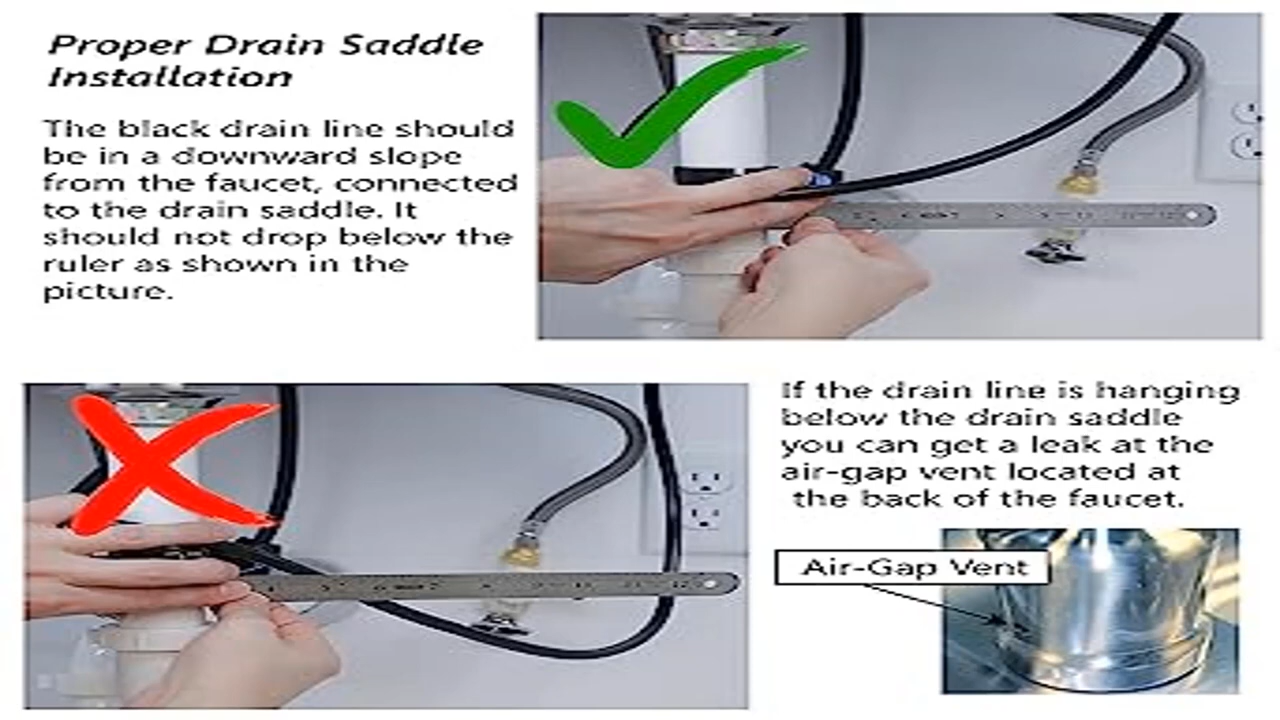 Proper Drain Saddle
Installation
The black drain line should
be in a downward slope
from the faucet, connected
to the drain saddle. It
should not drop below the
ruler as shown in the
picture.
If the drain line is hanging
below the drain saddle
you can get a leak at the
air-gap vent located at
the back of the faucet.
Air-Gap Vent